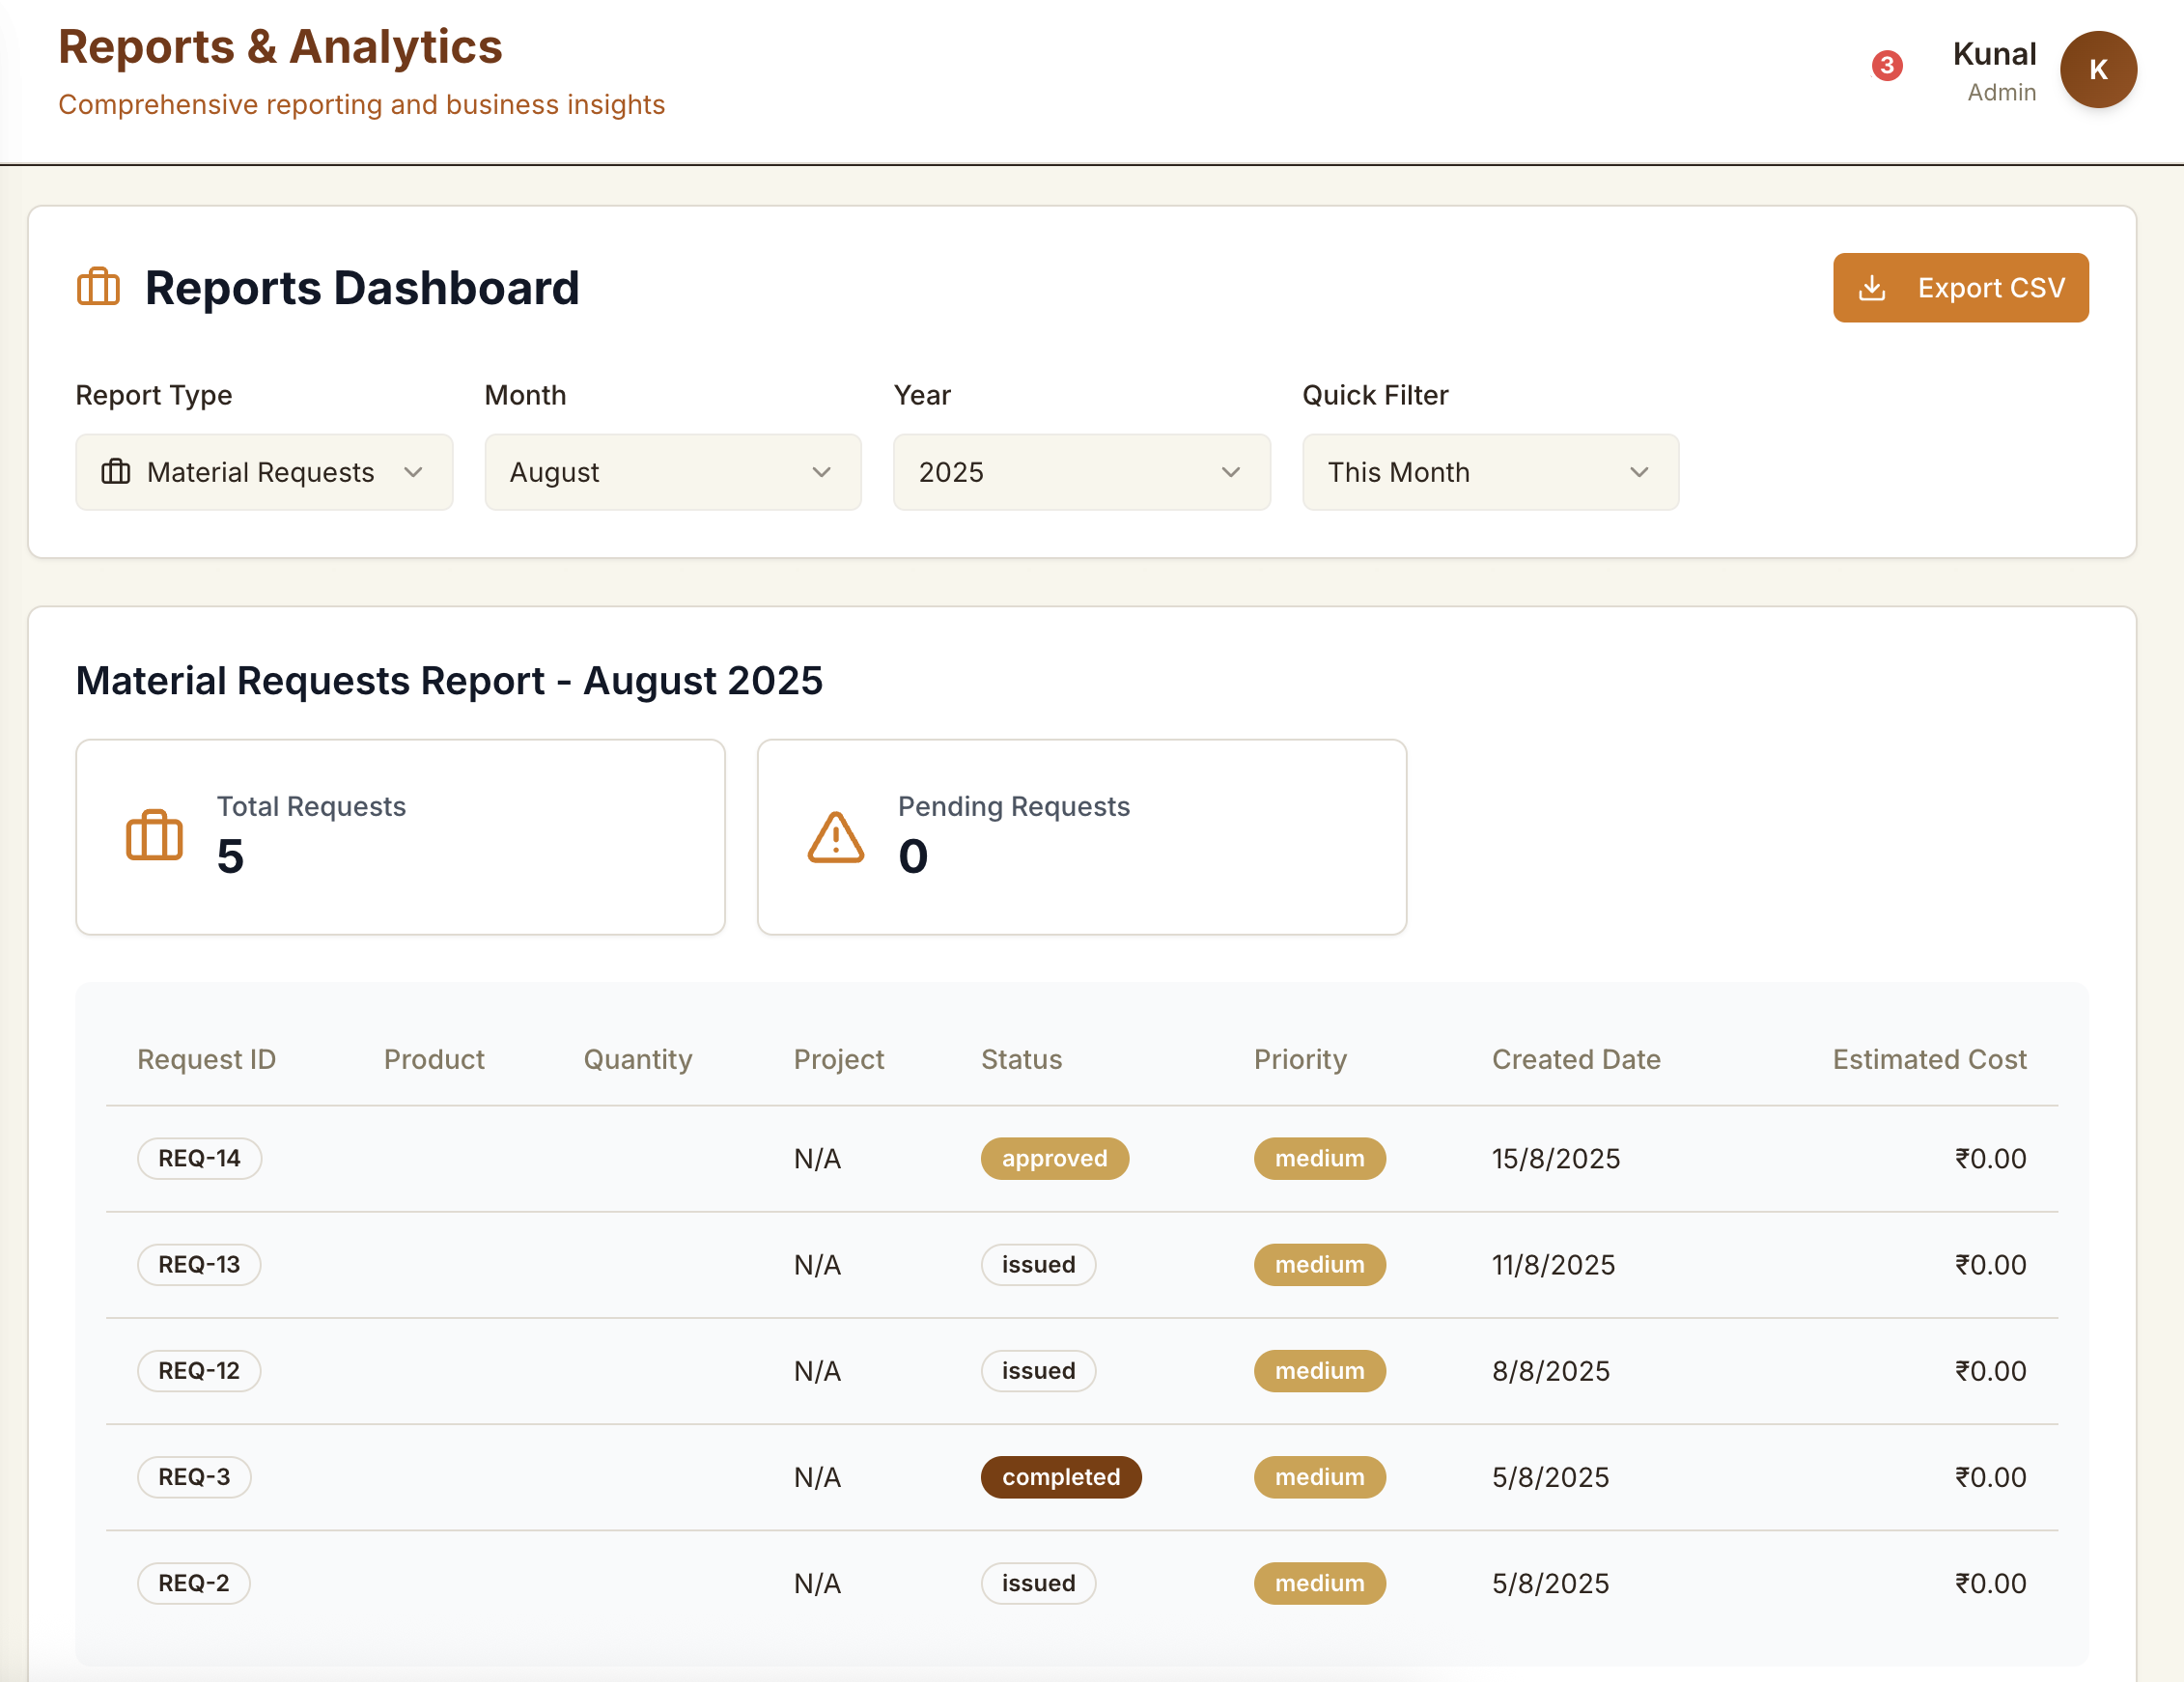 Reports & Analytics
Comprehensive reporting and business insights
3
Kunal
Admin
K
Reports Dashboard
Export CSV
Report Type Month Year Quick Filter
Material Requests August 2025 This Month
Material Requests Report - August 2025
Total Requests
5
Pending Requests
0
Request ID Product Quantity Project Status Priority Created Date Estimated Cost
REQ-14 N/A approved medium 15/8/2025 ₹0.00
REQ-13 N/A issued medium 11/8/2025 ₹0.00
REQ-12 N/A issued medium 8/8/2025 ₹0.00
REQ-3 N/A completed medium 5/8/2025 ₹0.00
REQ-2 N/A issued medium 5/8/2025 ₹0.00